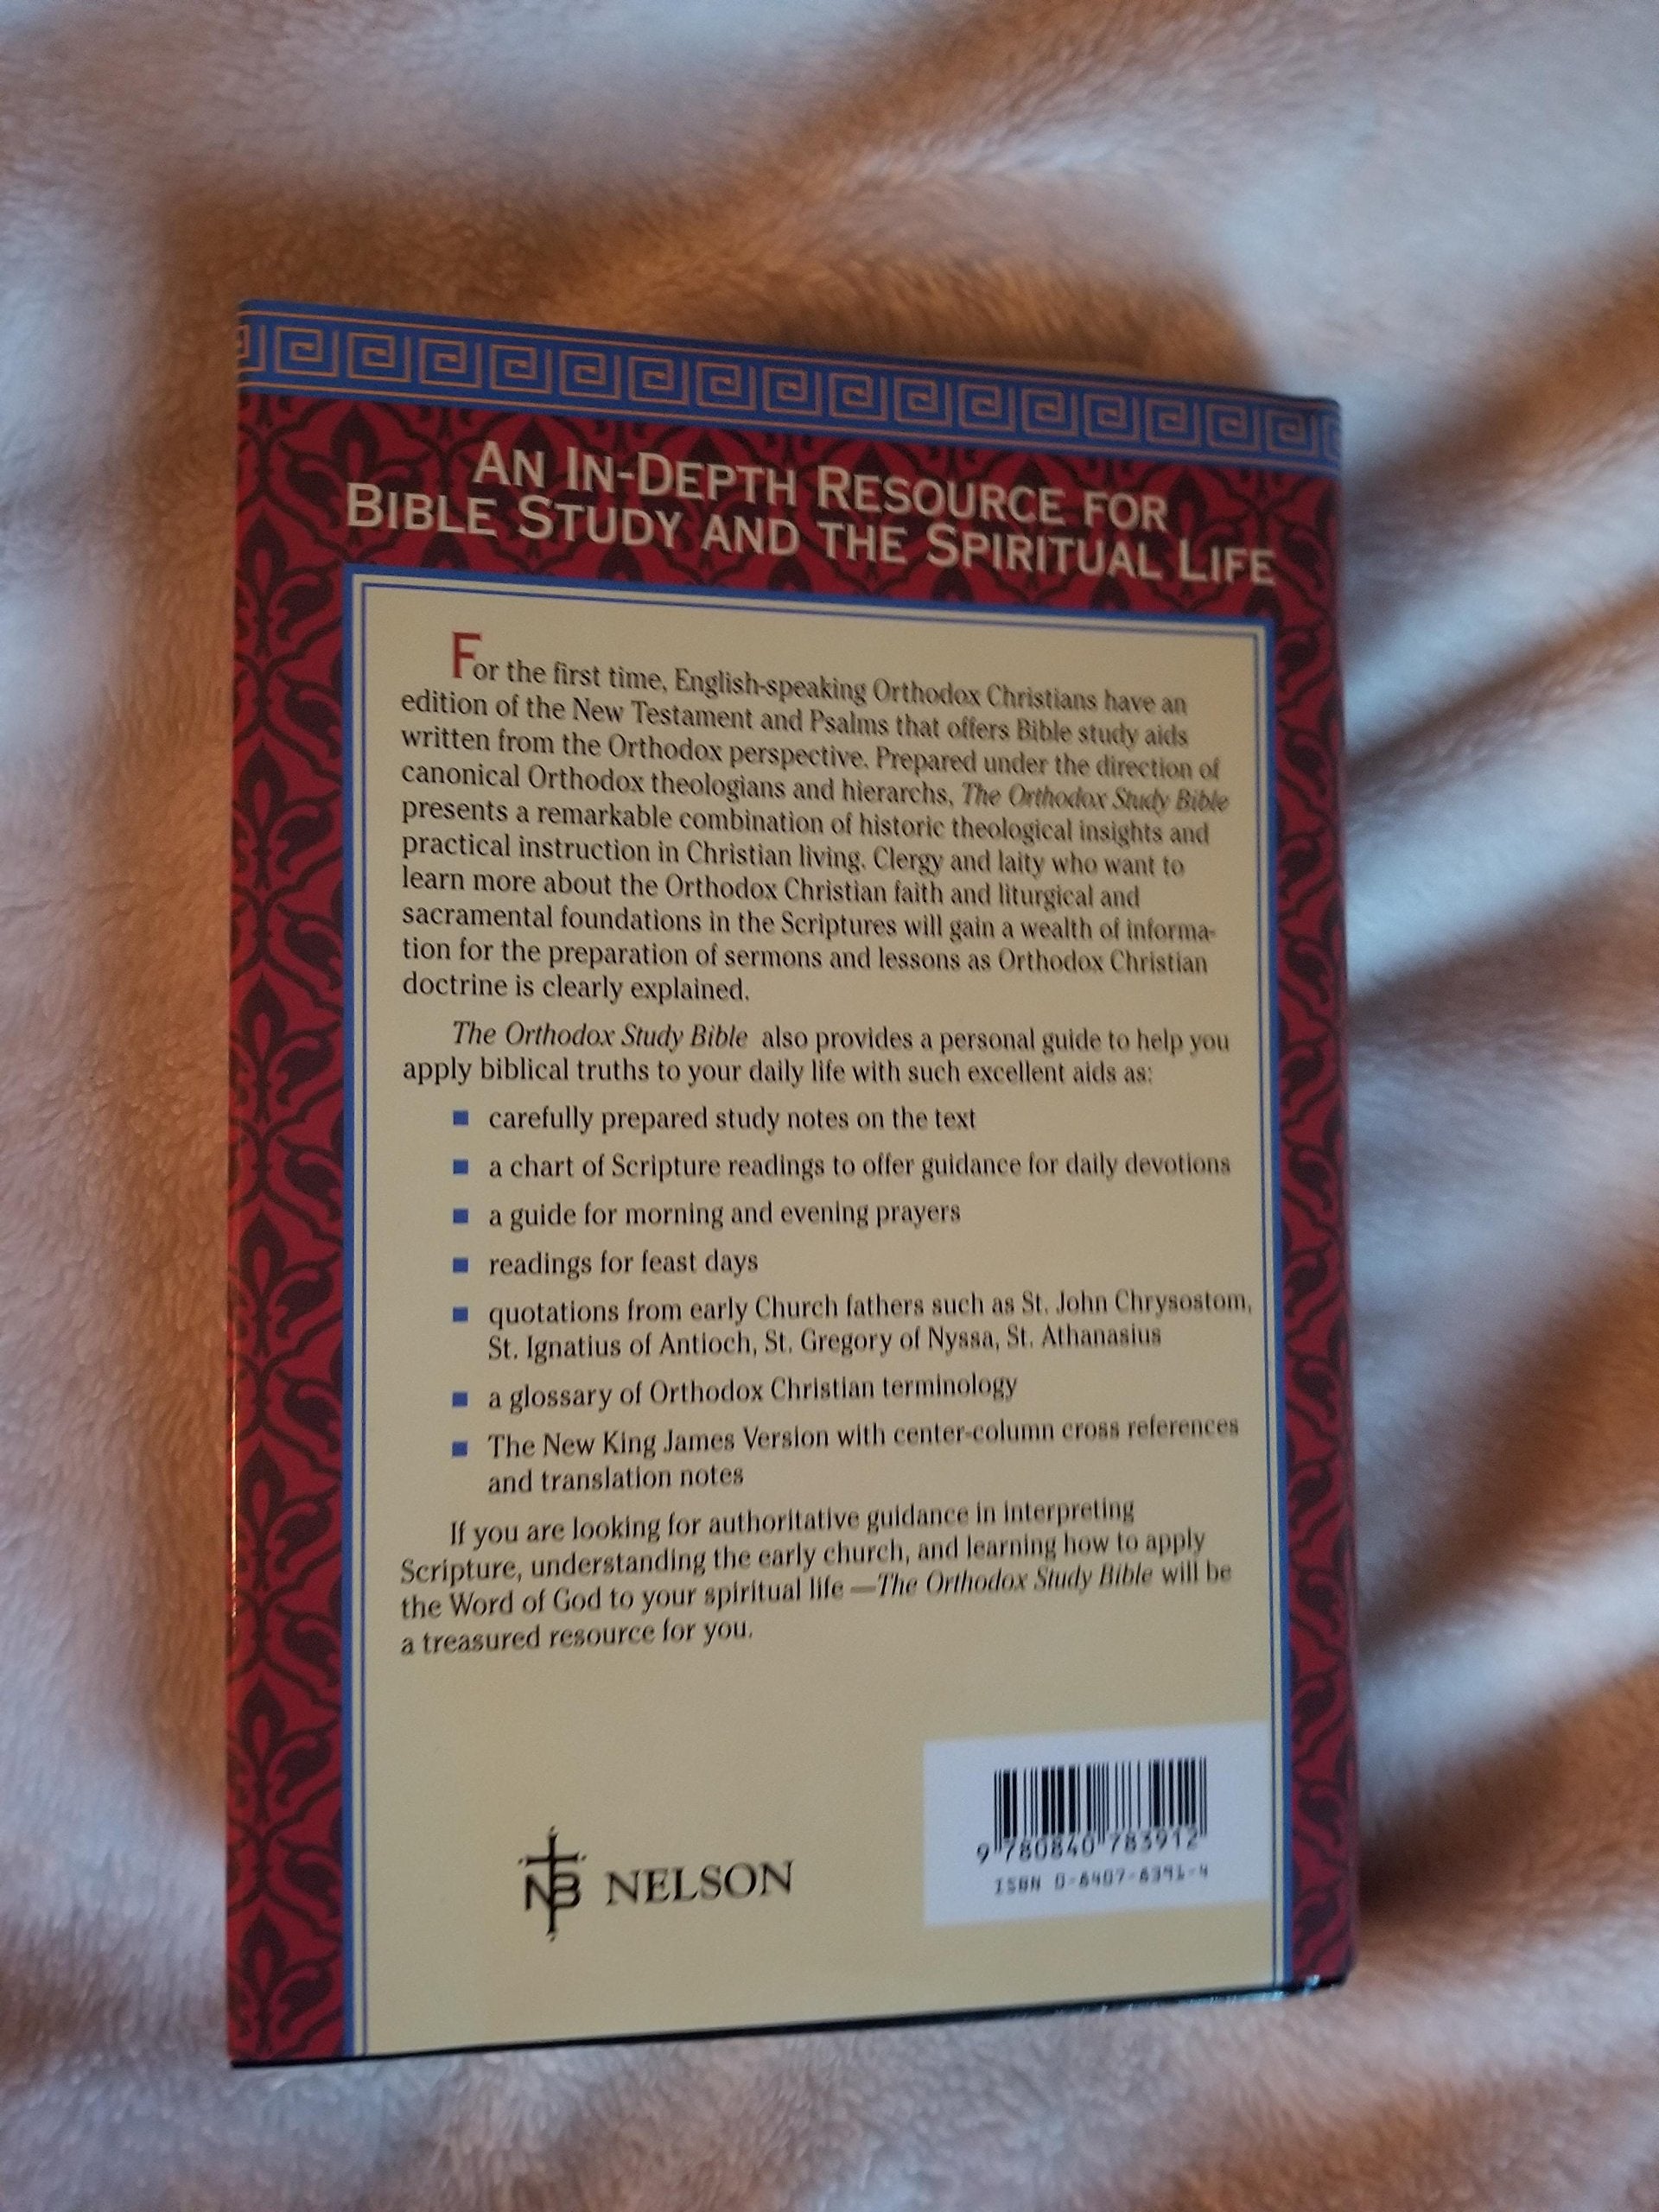 AN IN-DEPTH RESOURCE FOR
BIBLE STUDY AND THE SPIRITUAL LIFE
For the first time, English-speaking Orthodox Christians have an
edition of the New Testament and Psalms that offers Bible study aids
written from the Orthodox perspective. Prepared under the direction of
canonical Orthodox theologians and hierarchs, The Orthodox Study Bible
presents a remarkable combination of historic theological insights and
practical instruction in Christian living. Clergy and laity who want to
learn more about the Orthodox Christian faith and liturgical and
sacramental foundations in the Scriptures will gain a wealth of informa-
tion for the preparation of sermons and lessons as Orthodox Christian
doctrine is clearly explained.
The Orthodox Study Bible also provides a personal guide to help you
apply biblical truths to your daily life with such excellent aids as:
■ carefully prepared study notes on the text
■ a chart of Scripture readings to offer guidance for daily devotions
■ a guide for morning and evening prayers
■ readings for feast days
■ quotations from early Church fathers such as St. John Chrysostom,
St. Ignatius of Antioch, St. Gregory of Nyssa, St. Athanasius
■ a glossary of Orthodox Christian terminology
■ The New King James Version with center-column cross references
and translation notes
If you are looking for authoritative guidance in interpreting
Scripture, understanding the early church, and learning how to apply
the Word of God to your spiritual life—The Orthodox Study Bible will be
a treasured resource for you.
NB NELSON
9 780840 783912
ISBN 0-8407-8391-4